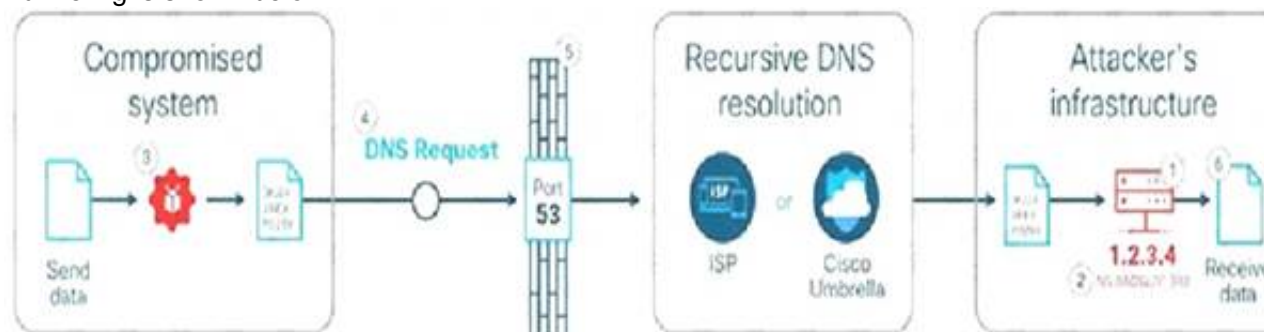 Compromised
system
3
Send
data
4
DNS Request
5
Port
53
Recursive DNS
resolution
ISP
or
ISP
Cisco
Umbrella
Attacker's
infrastructure
1
6
1.2.3.4
2
Receive
data